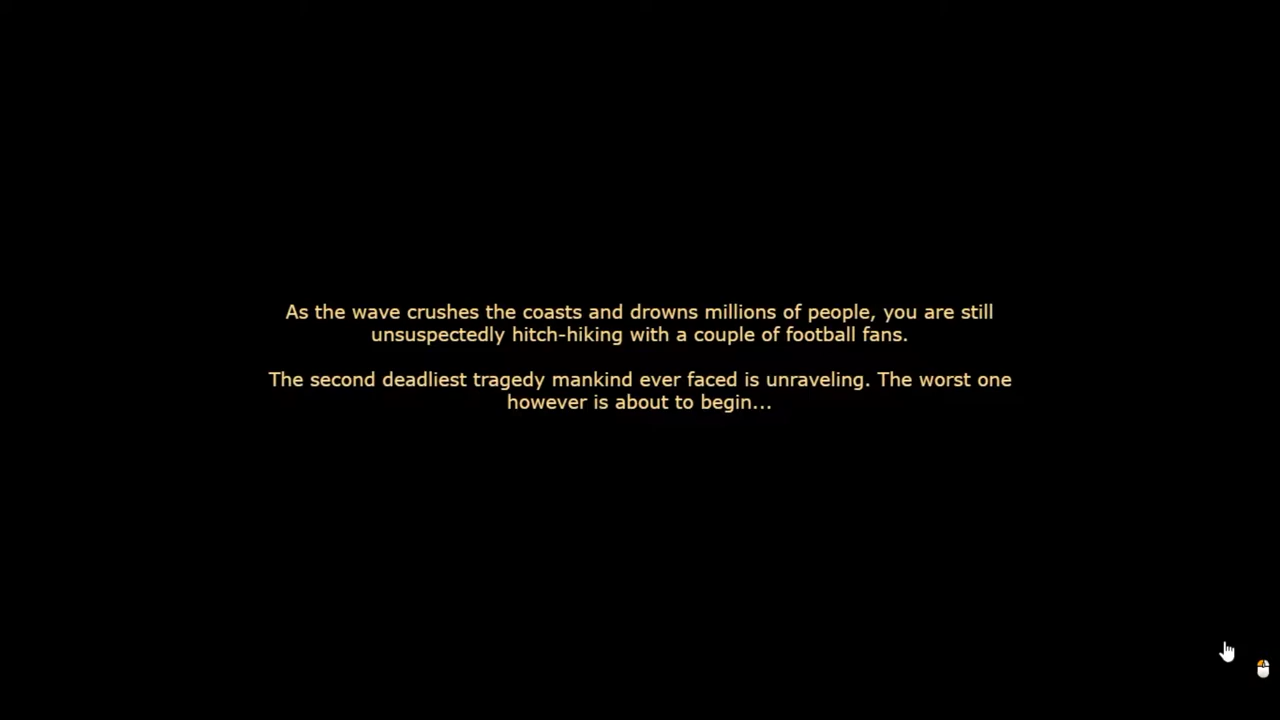 As the wave crushes the coasts and drowns millions of people, you are still
unsuspectedly hitch-hiking with a couple of football fans.
The second deadliest tragedy mankind ever faced is unraveling. The worst one
however is about to begin...